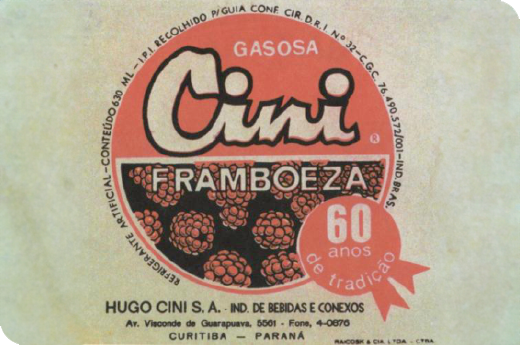 REFRIGERANTE ARTIFICIAL-CONTEÚDO 630 ML - I.P.I. RECOLHIDO P/GUIA CONF. CIR. D.R.I. Nº 32-C.G.C. 76.490.572/001-IND. BRAS.
GASOSA
Cini
®
FRAMBOEZA
60
anos
de tradição
HUGO CINI S.A. - IND. DE BEBIDAS E CONEXOS
Av. Visconde de Guarapuava, 5561 - Fone, 4-0876
CURITIBA — PARANÁ